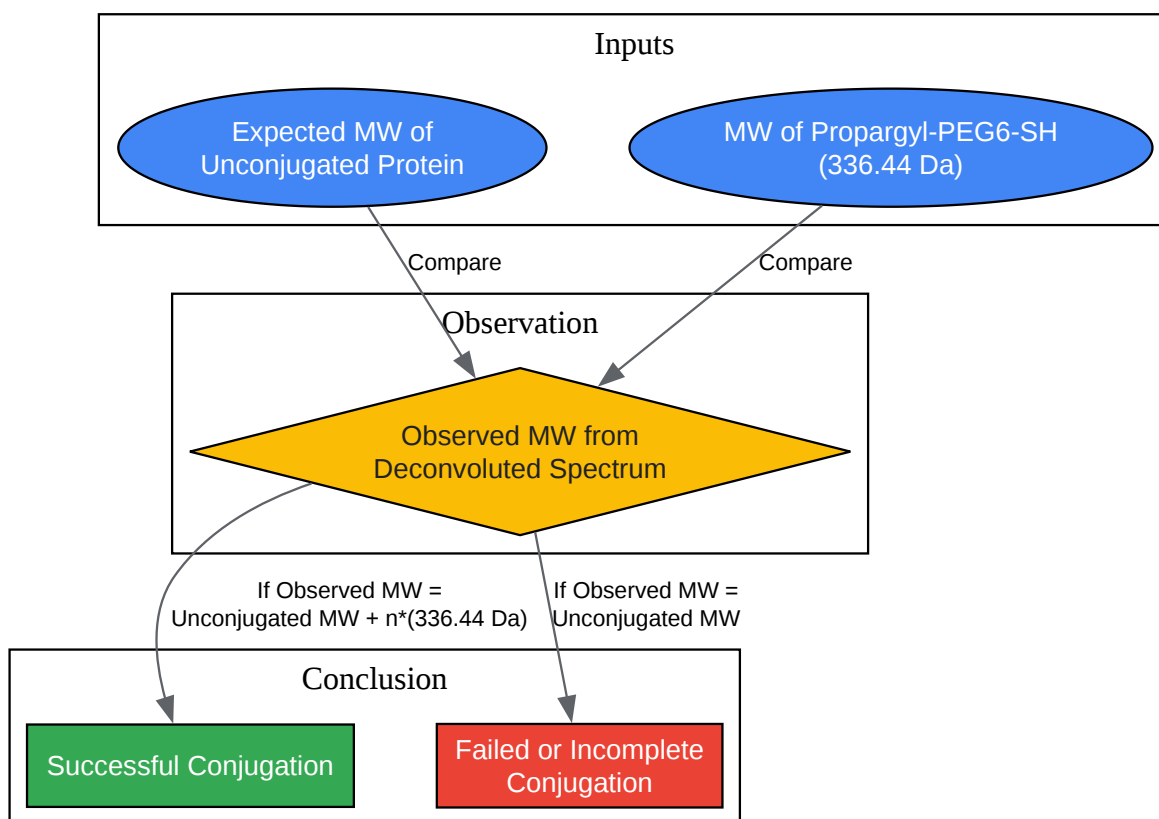 Inputs
Expected MW of
Unconjugated Protein
MW of Propargyl-PEG6-SH
(336.44 Da)
Compare
Compare
Observation
Observed MW from
Deconvoluted Spectrum
If Observed MW =
Unconjugated MW + n*(336.44 Da)
If Observed MW =
Unconjugated MW
Conclusion
Successful Conjugation
Failed or Incomplete
Conjugation